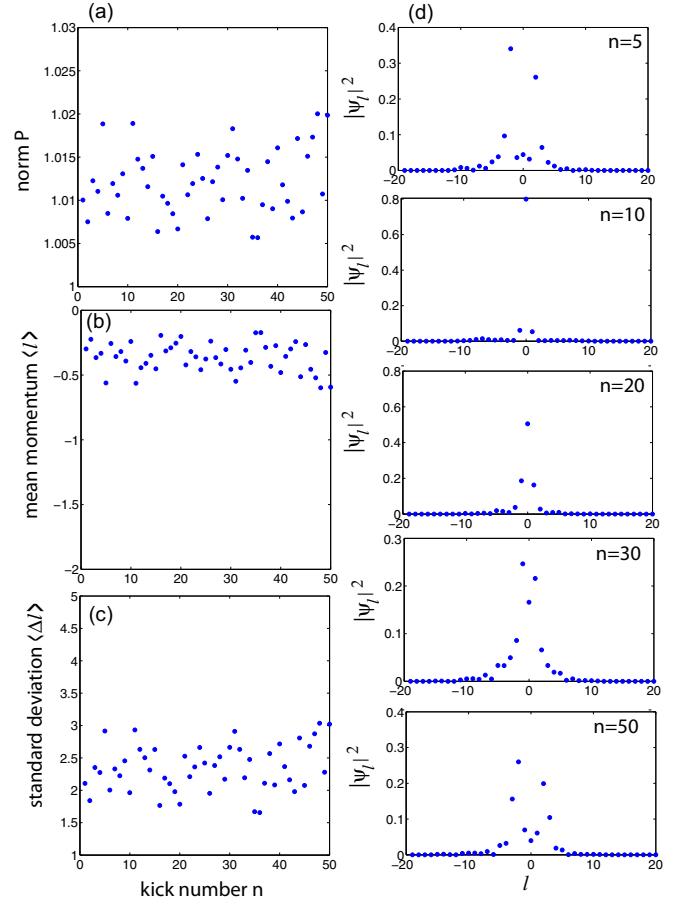 (a)
1.03
1.025
1.02
1.015
1.01
1.005
1
0 10 20 30 40 50
norm P
(b)
0
−0.5
−1
−1.5
−2
0 10 20 30 40 50
mean momentum ⟨l⟩
(c)
5
4.5
4
3.5
3
2.5
2
1.5
1
0 10 20 30 40 50
standard deviation ⟨Δl⟩
kick number n
(d)
n=5
0.4
0.3
0.2
0.1
0
−20 −10 0 10 20
|ψl|²
n=10
0.8
0.6
0.4
0.2
0
−20 −10 0 10 20
|ψl|²
n=20
0.8
0.6
0.4
0.2
0
−20 −10 0 10 20
|ψl|²
n=30
0.3
0.2
0.1
0
−20 −10 0 10 20
|ψl|²
n=50
0.4
0.3
0.2
0.1
0
−20 −10 0 10 20
|ψl|²
l